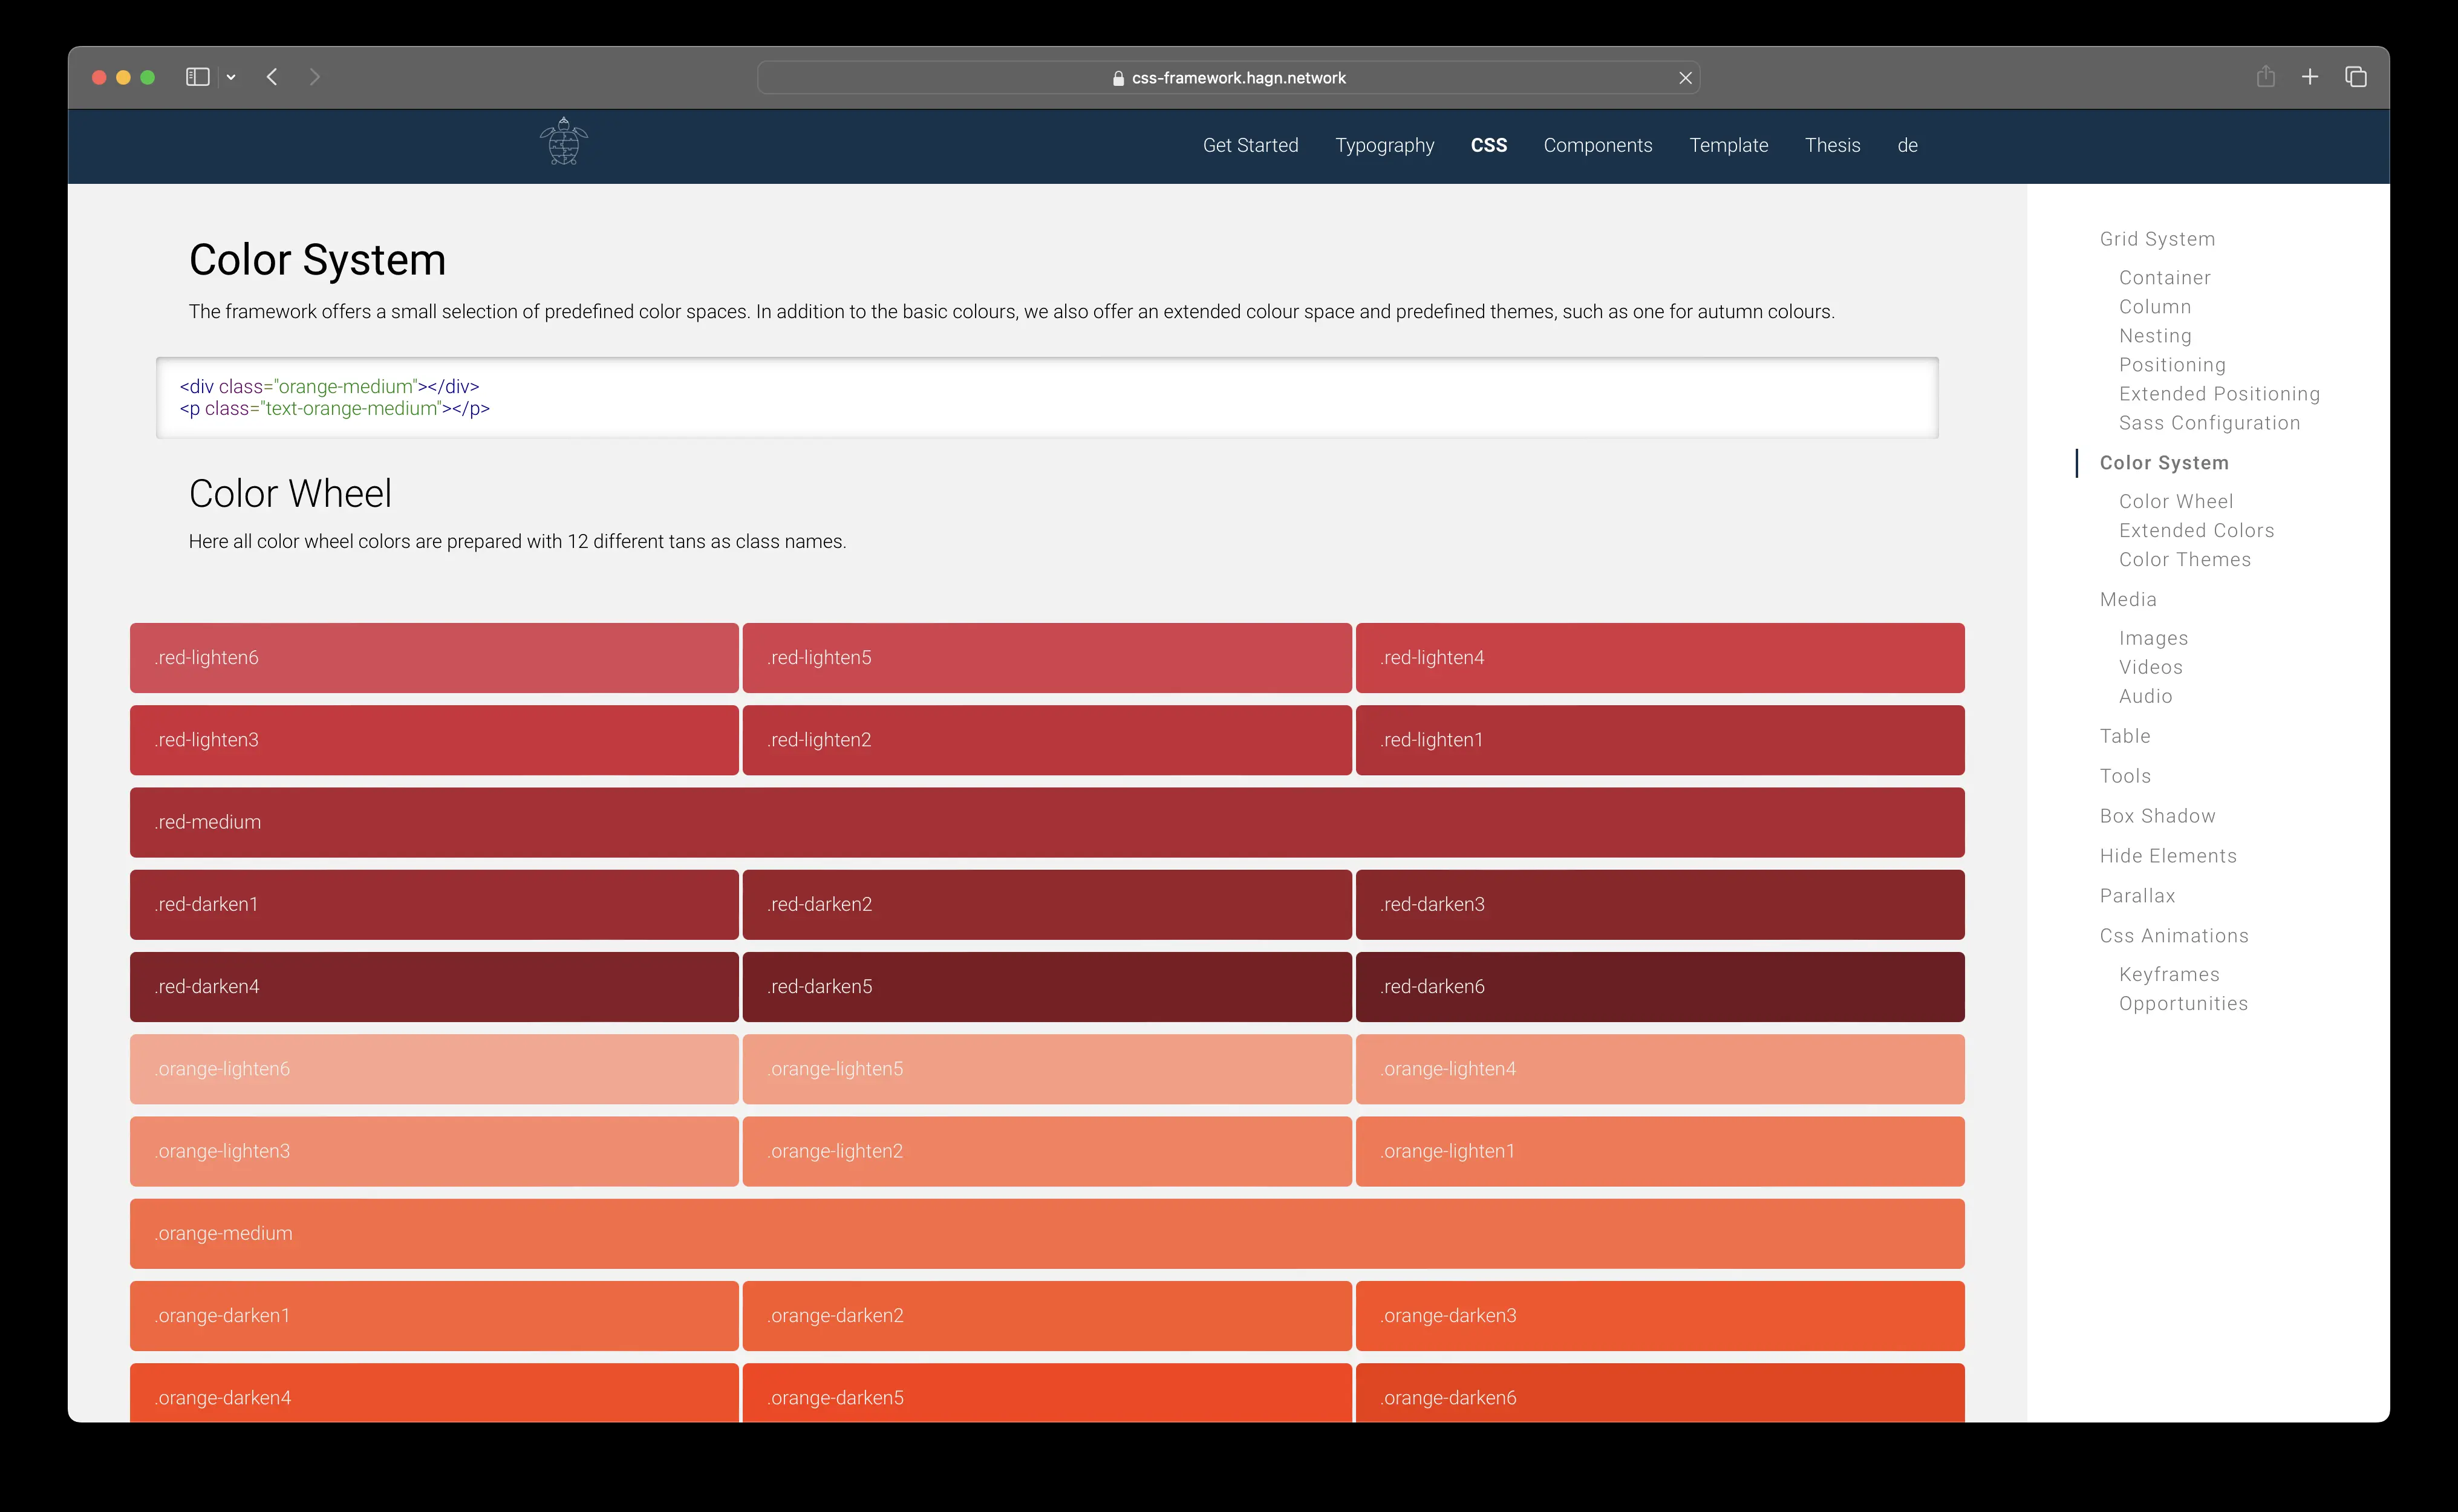 css-framework.hagn.network
Get Started Typography CSS Components Template Thesis de
Color System
The framework offers a small selection of predefined color spaces. In addition to the basic colours, we also offer an extended colour space and predefined themes, such as one for autumn colours.
<div class="orange-medium"></div>
<p class="text-orange-medium"></p>
Color Wheel
Here all color wheel colors are prepared with 12 different tans as class names.
.red-lighten6 .red-lighten5 .red-lighten4
.red-lighten3 .red-lighten2 .red-lighten1
.red-medium
.red-darken1 .red-darken2 .red-darken3
.red-darken4 .red-darken5 .red-darken6
.orange-lighten6 .orange-lighten5 .orange-lighten4
.orange-lighten3 .orange-lighten2 .orange-lighten1
.orange-medium
.orange-darken1 .orange-darken2 .orange-darken3
.orange-darken4 .orange-darken5 .orange-darken6
Grid System
Container
Column
Nesting
Positioning
Extended Positioning
Sass Configuration
Color System
Color Wheel
Extended Colors
Color Themes
Media
Images
Videos
Audio
Table
Tools
Box Shadow
Hide Elements
Parallax
Css Animations
Keyframes
Opportunities